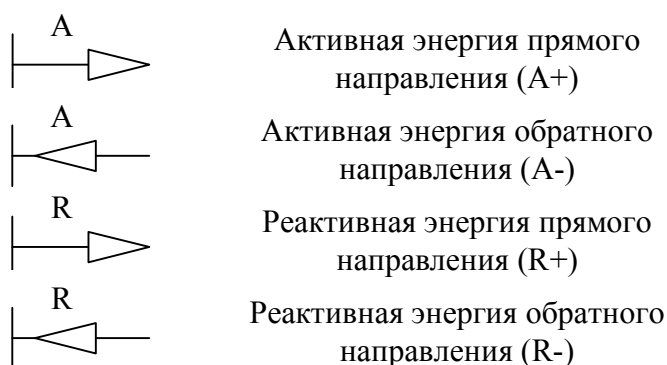 A
Активная энергия прямого
направления (A+)
A
Активная энергия обратного
направления (A-)
R
Реактивная энергия прямого
направления (R+)
R
Реактивная энергия обратного
направления (R-)